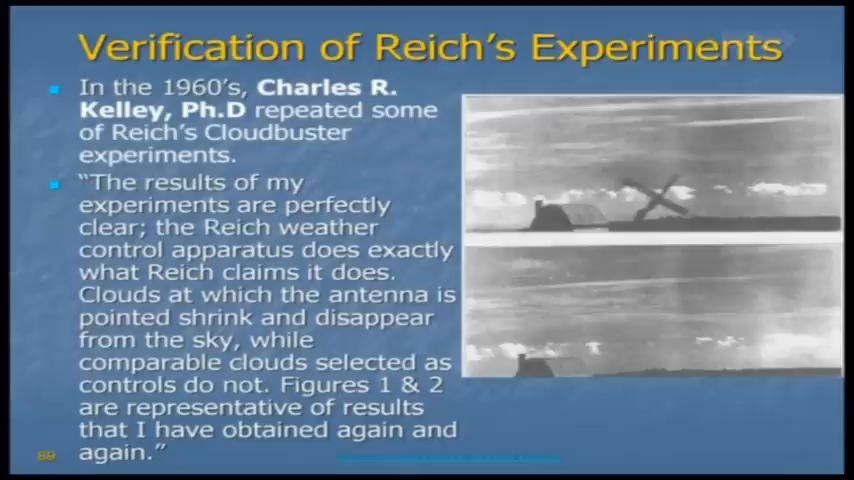 Verification of Reich's Experiments
In the 1960's, Charles R.
Kelley, Ph.D repeated some
of Reich's Cloudbuster
experiments.
"The results of my
experiments are perfectly
clear; the Reich weather
control apparatus does exactly
what Reich claims it does.
Clouds at which the antenna is
pointed shrink and disappear
from the sky, while
comparable clouds selected as
controls do not. Figures 1 & 2
are representative of results
that I have obtained again and
again."
89